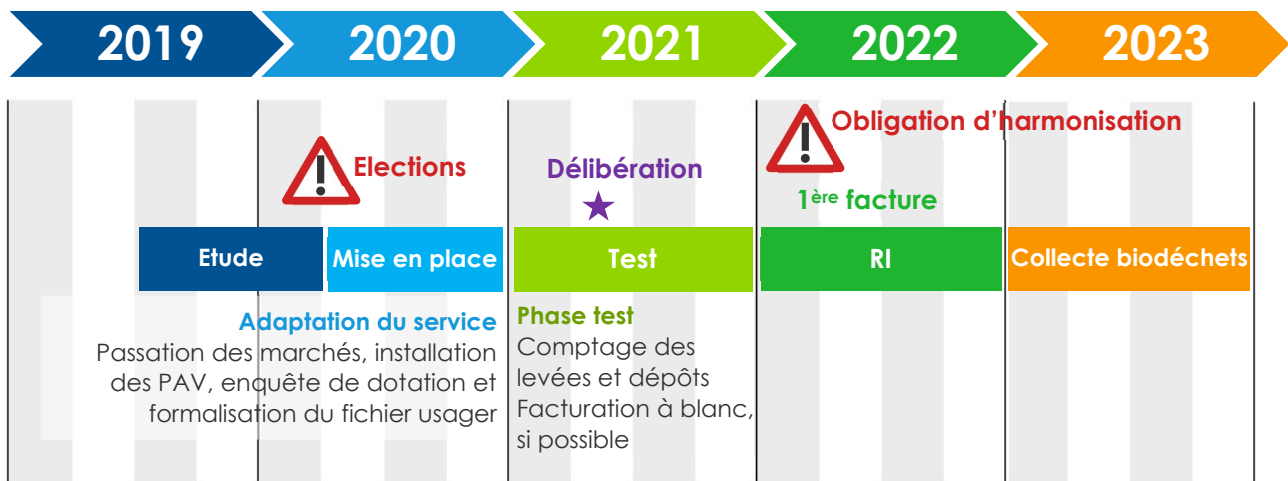 2019 2020 2021 2022 2023
Obligation d'harmonisation
Elections
Délibération
1ère facture
Etude
Mise en place
Test
RI
Collecte biodéchets
Adaptation du service
Passation des marchés, installation
des PAV, enquête de dotation et
formalisation du fichier usager
Phase test
Comptage des
levées et dépôts
Facturation à blanc,
si possible